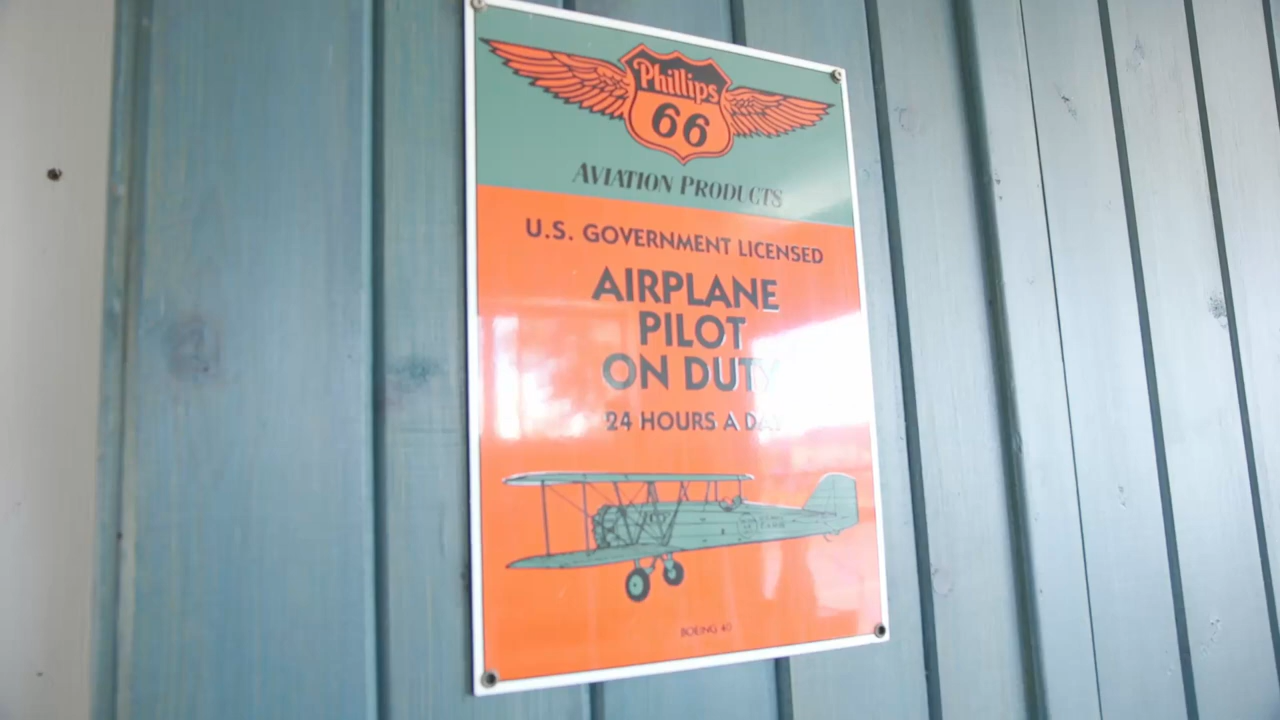 Phillips
66
AVIATION PRODUCTS
U.S. GOVERNMENT LICENSED
AIRPLANE
PILOT
ON DUTY
24 HOURS A DAY
BOEING 40